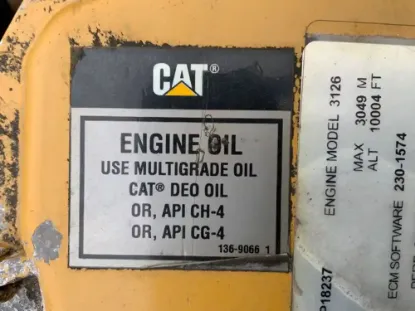 CAT®
ENGINE OIL
USE MULTIGRADE OIL
CAT® DEO OIL
OR, API CH-4
OR, API CG-4
136-9066 1
ENGINE MODEL 3126
MAX 3049 M
ALT 10004 FT
P18237
ECM SOFTWARE 230-1574